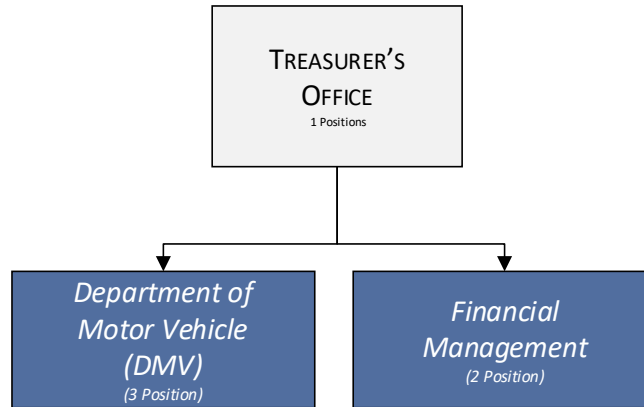 TREASURER'S
OFFICE
1 Positions
Department of
Motor Vehicle
(DMV)
(3 Position)
Financial
Management
(2 Position)